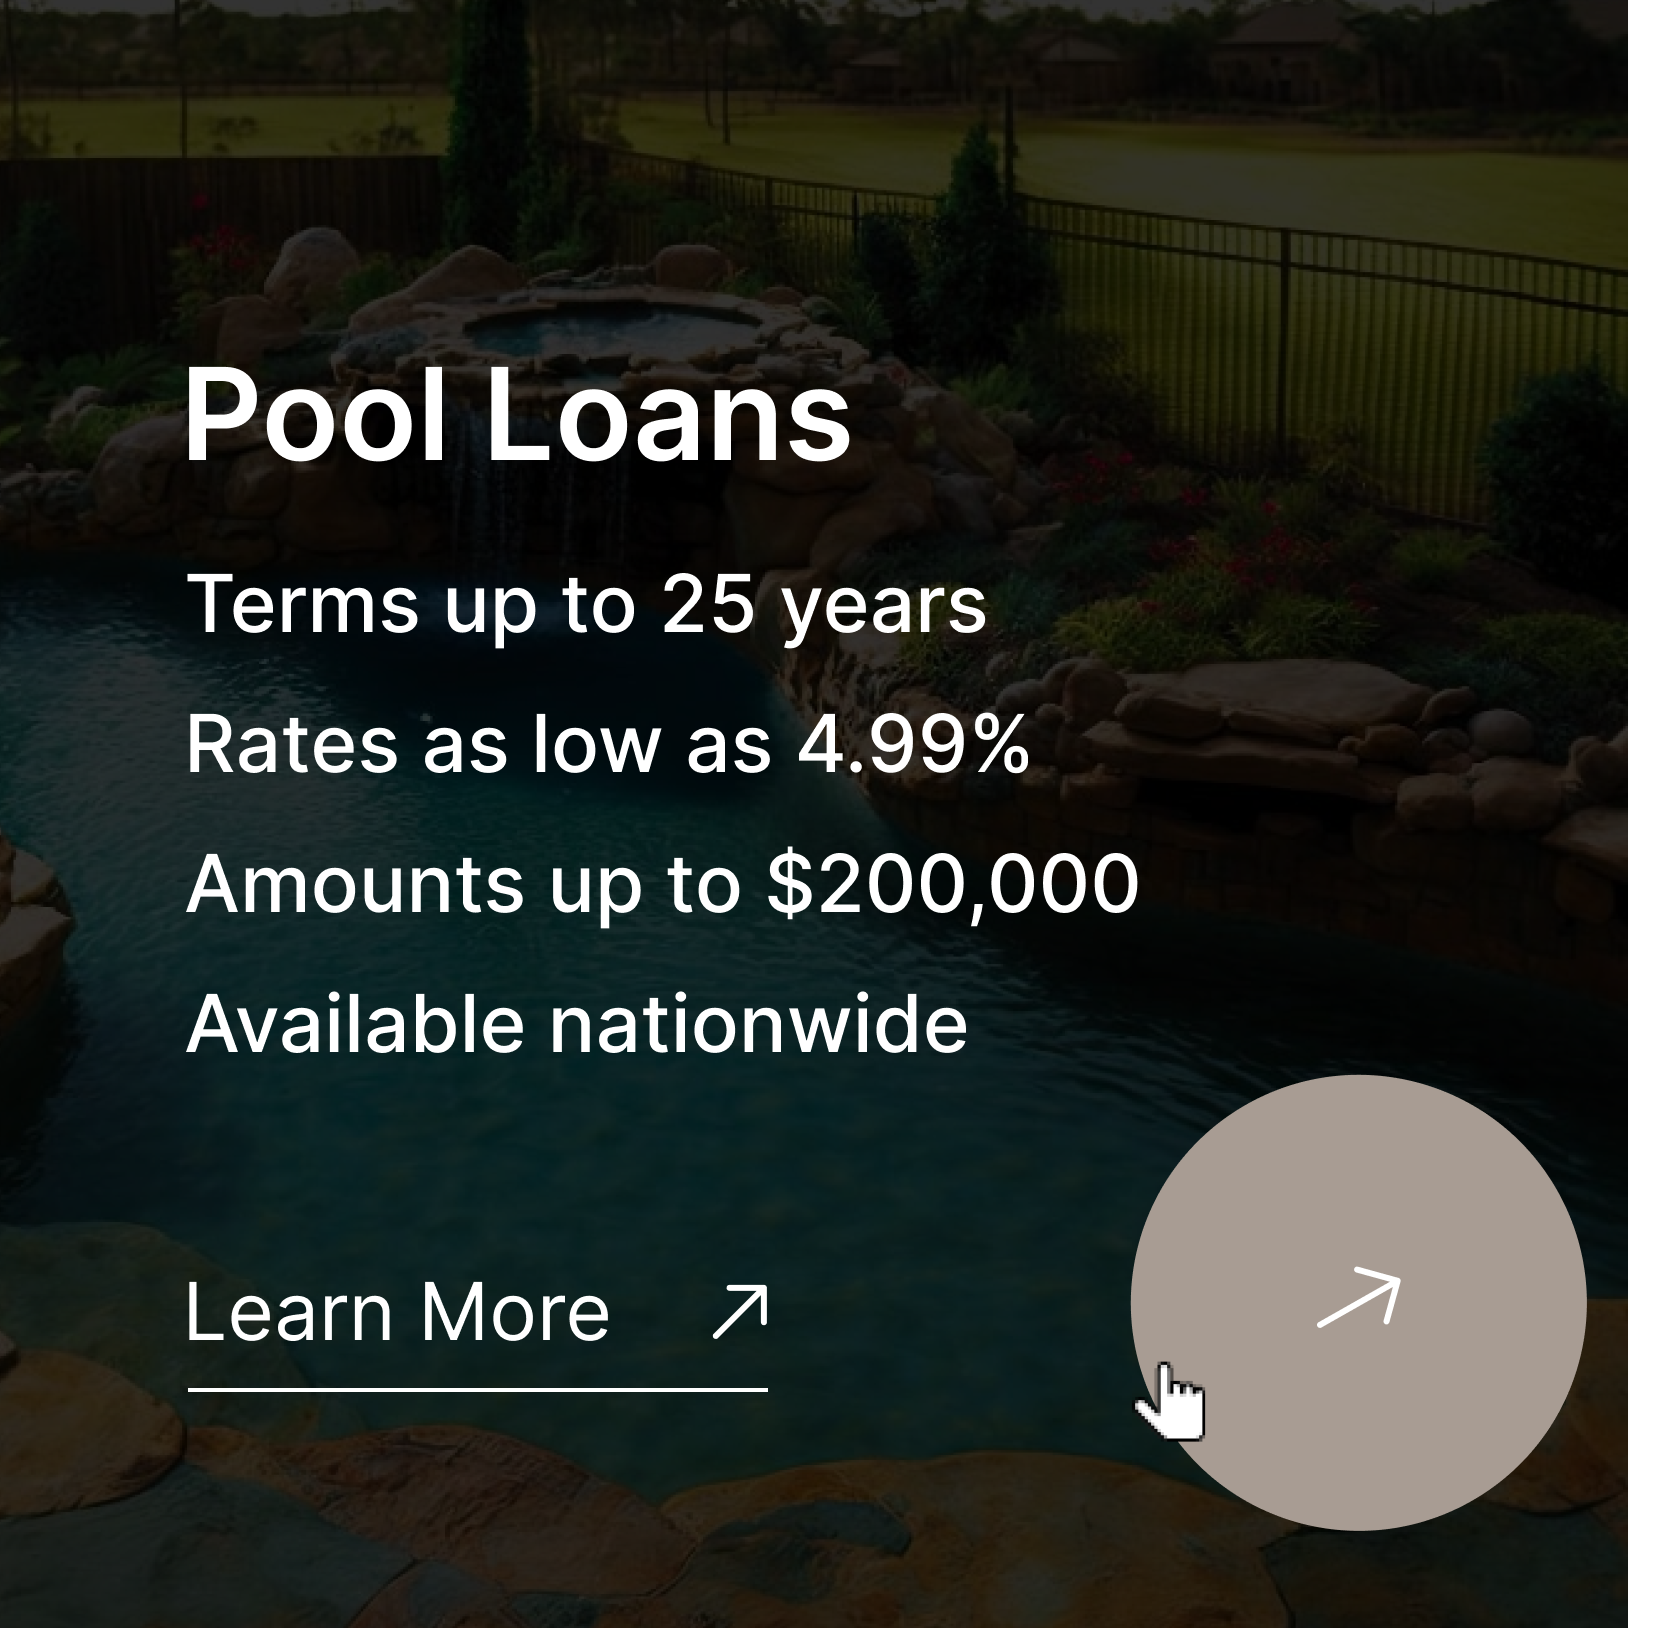 Pool Loans
Terms up to 25 years
Rates as low as 4.99%
Amounts up to $200,000
Available nationwide
Learn More